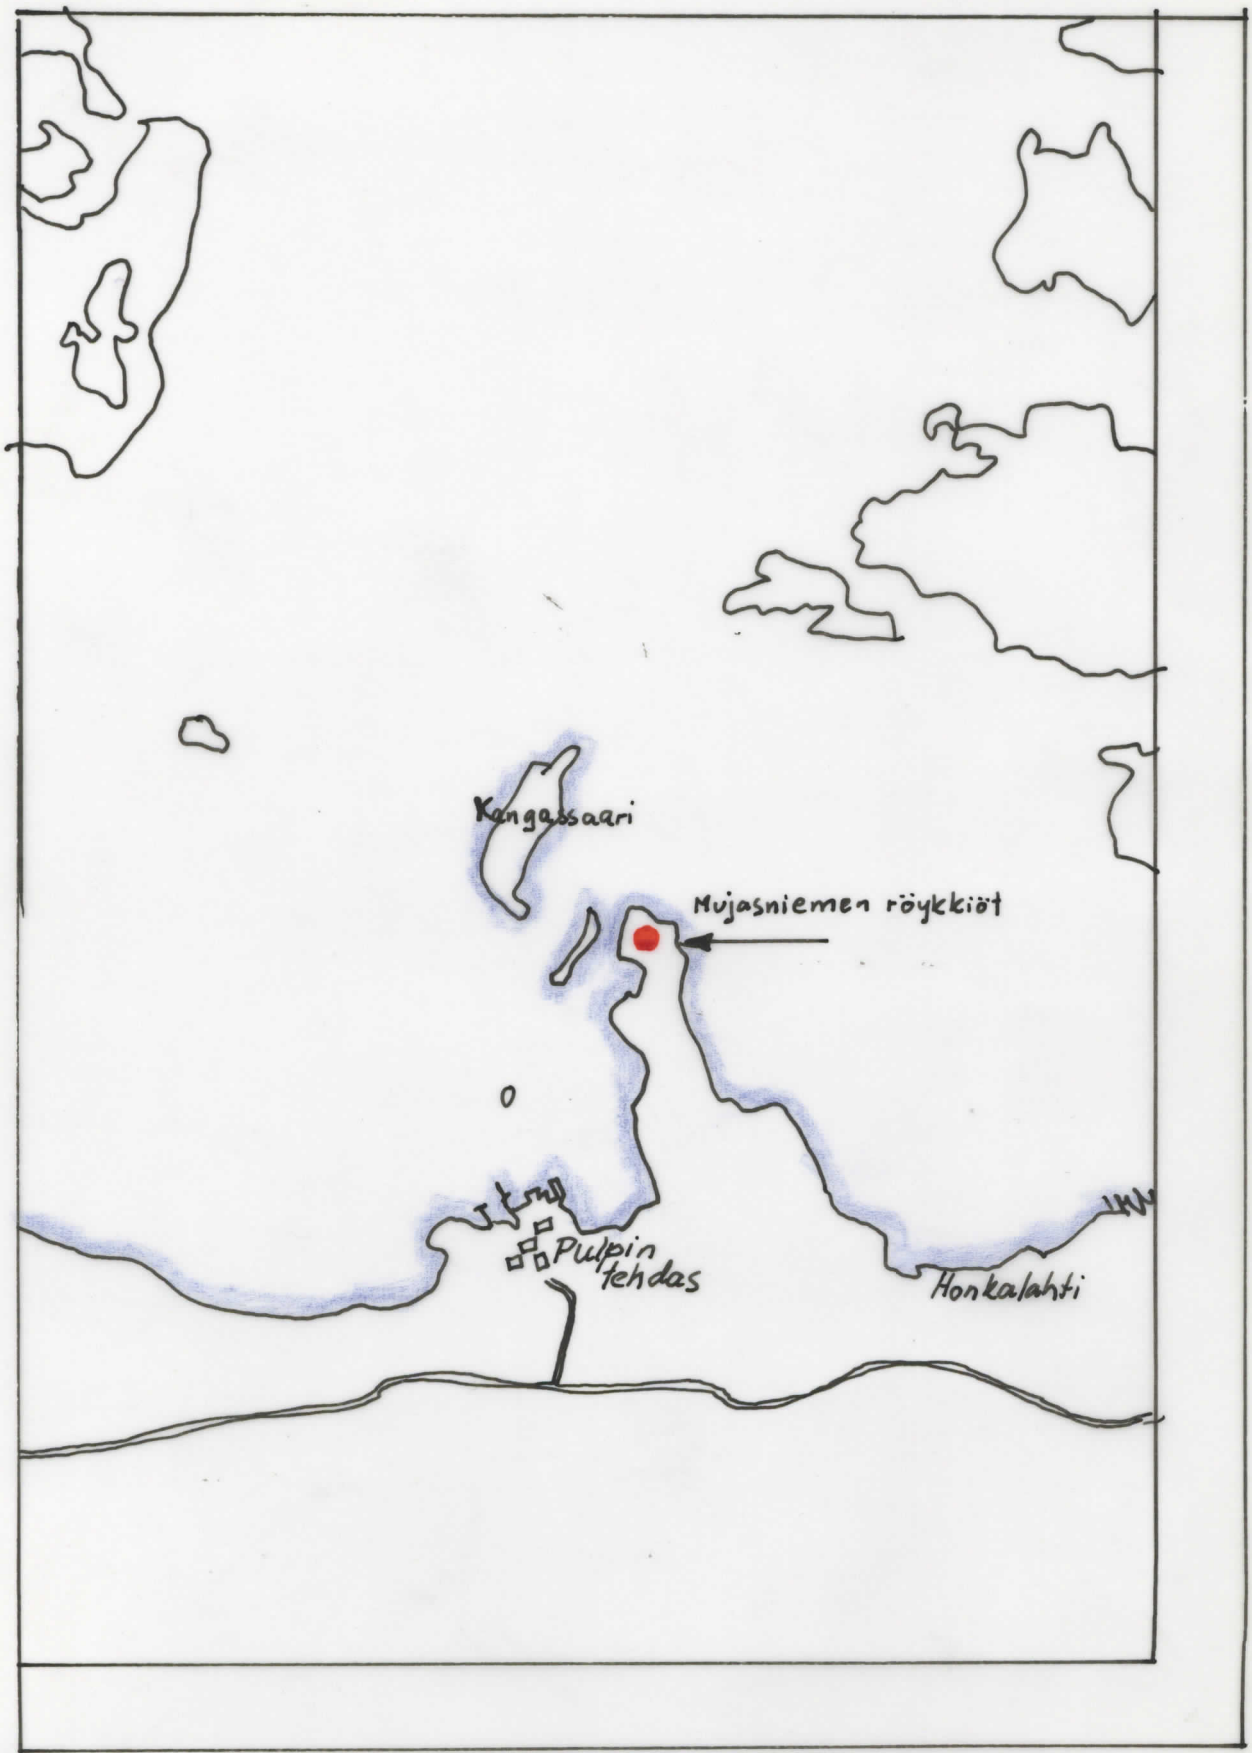 Kangassaari
Mujasniemen röykkiöt
Pulpin
tehdas
Honkalahti